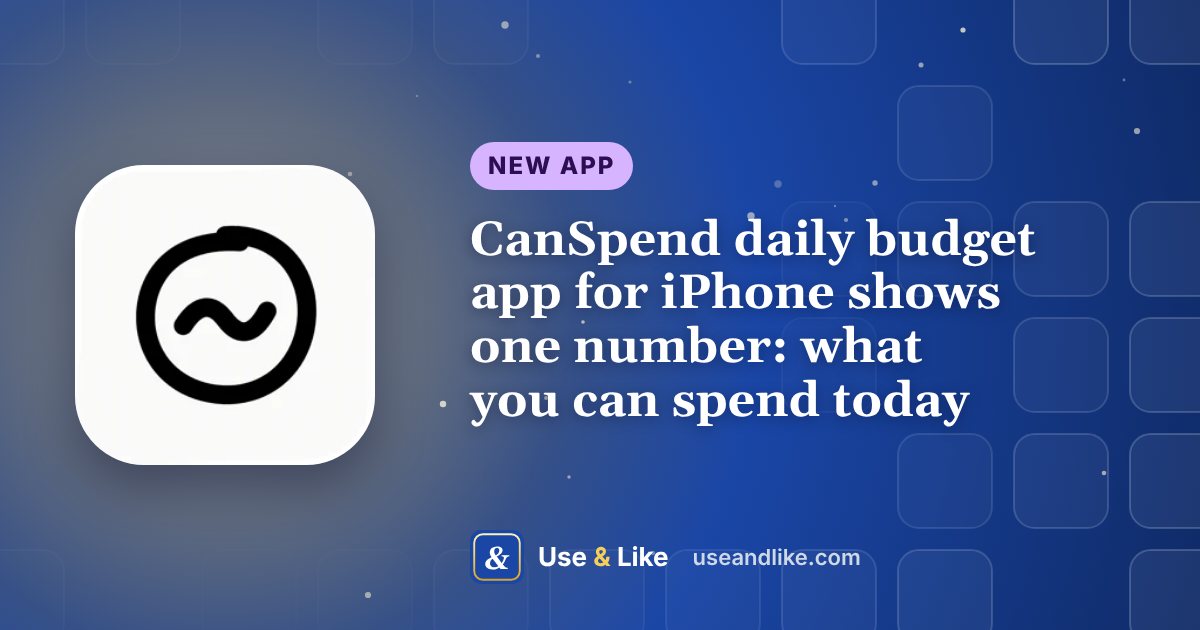 NEW APP
CanSpend daily budget
app for iPhone shows
one number: what
you can spend today
& Use & Like useandlike.com